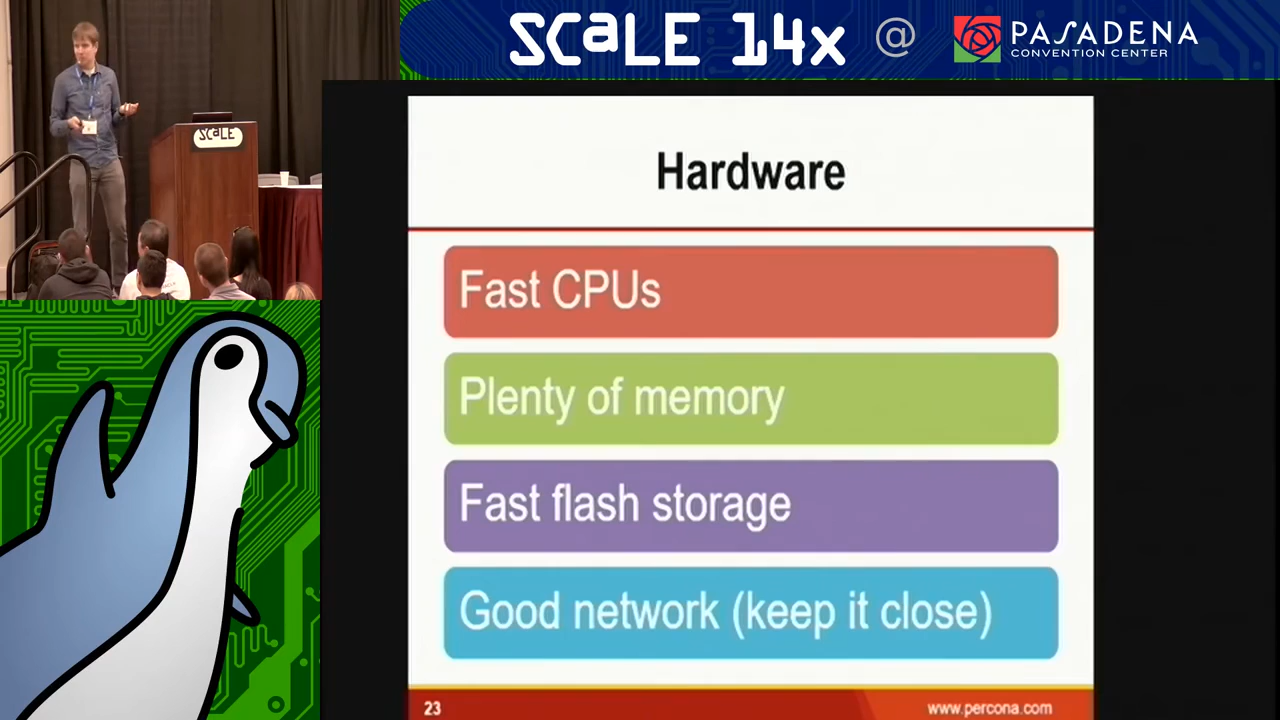 SCALE 14x @ PASADENA
CONVENTION CENTER
SCALE
Hardware
Fast CPUs
Plenty of memory
Fast flash storage
Good network (keep it close)
23
www.percona.com